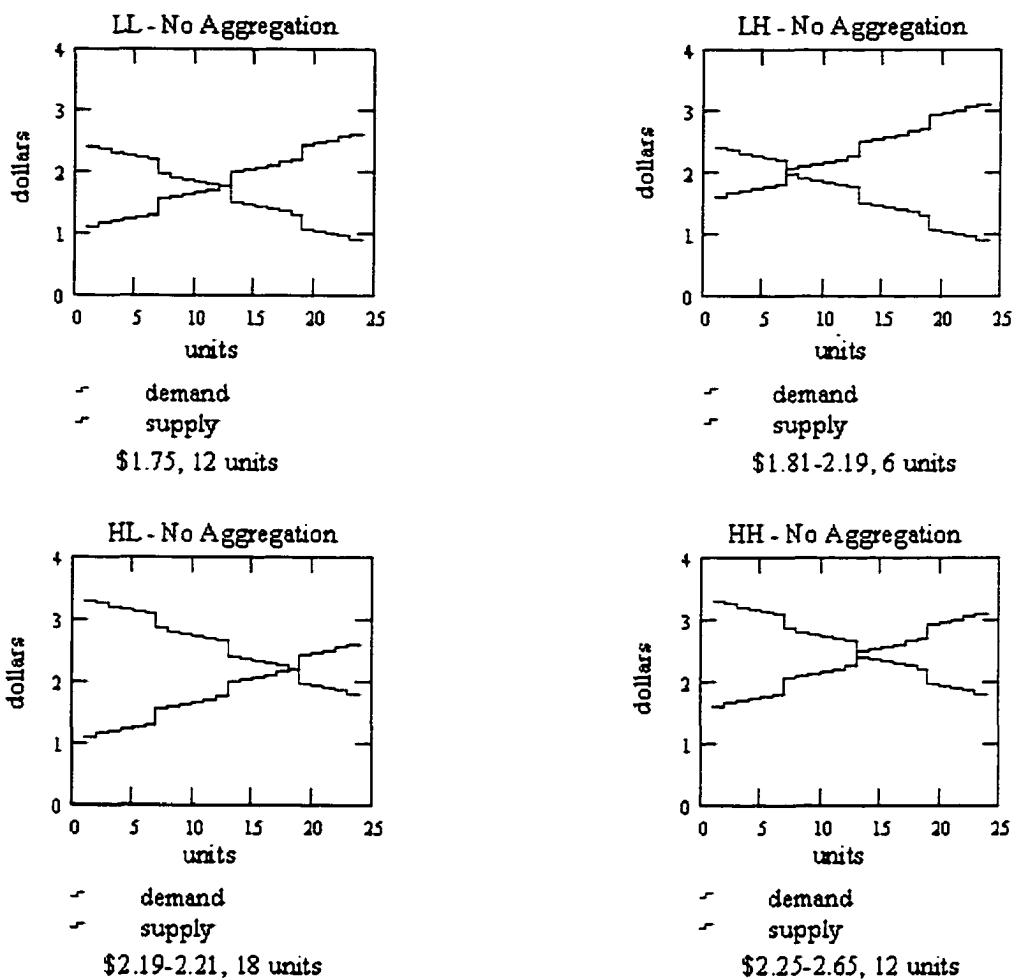 LL - No Aggregation
4
3
2
1
0
dollars
0 5 10 15 20 25
units
demand
supply
$1.75, 12 units
LH - No Aggregation
4
3
2
1
0
dollars
0 5 10 15 20 25
units
demand
supply
$1.81-2.19, 6 units
HL - No Aggregation
4
3
2
1
0
dollars
0 5 10 15 20 25
units
demand
supply
$2.19-2.21, 18 units
HH - No Aggregation
4
3
2
1
0
dollars
0 5 10 15 20 25
units
demand
supply
$2.25-2.65, 12 units